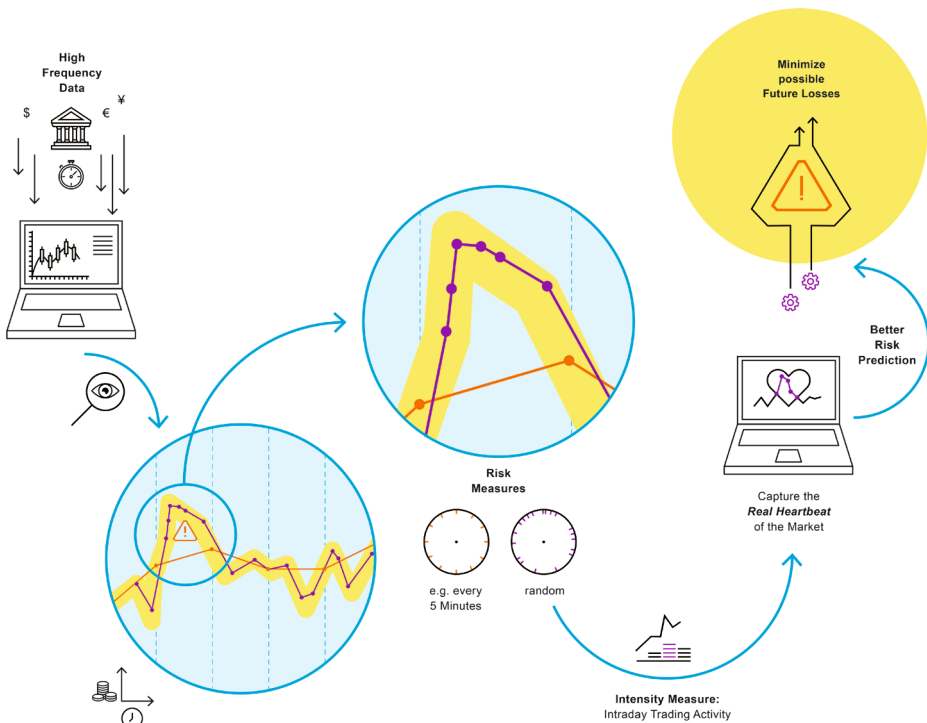 High
Frequency
Data
$
€
¥
Minimize
possible
Future Losses
!
Better
Risk
Prediction
!
Risk
Measures
e.g. every
5 Minutes
random
Capture the
Real Heartbeat
of the Market
Intensity Measure:
Intraday Trading Activity